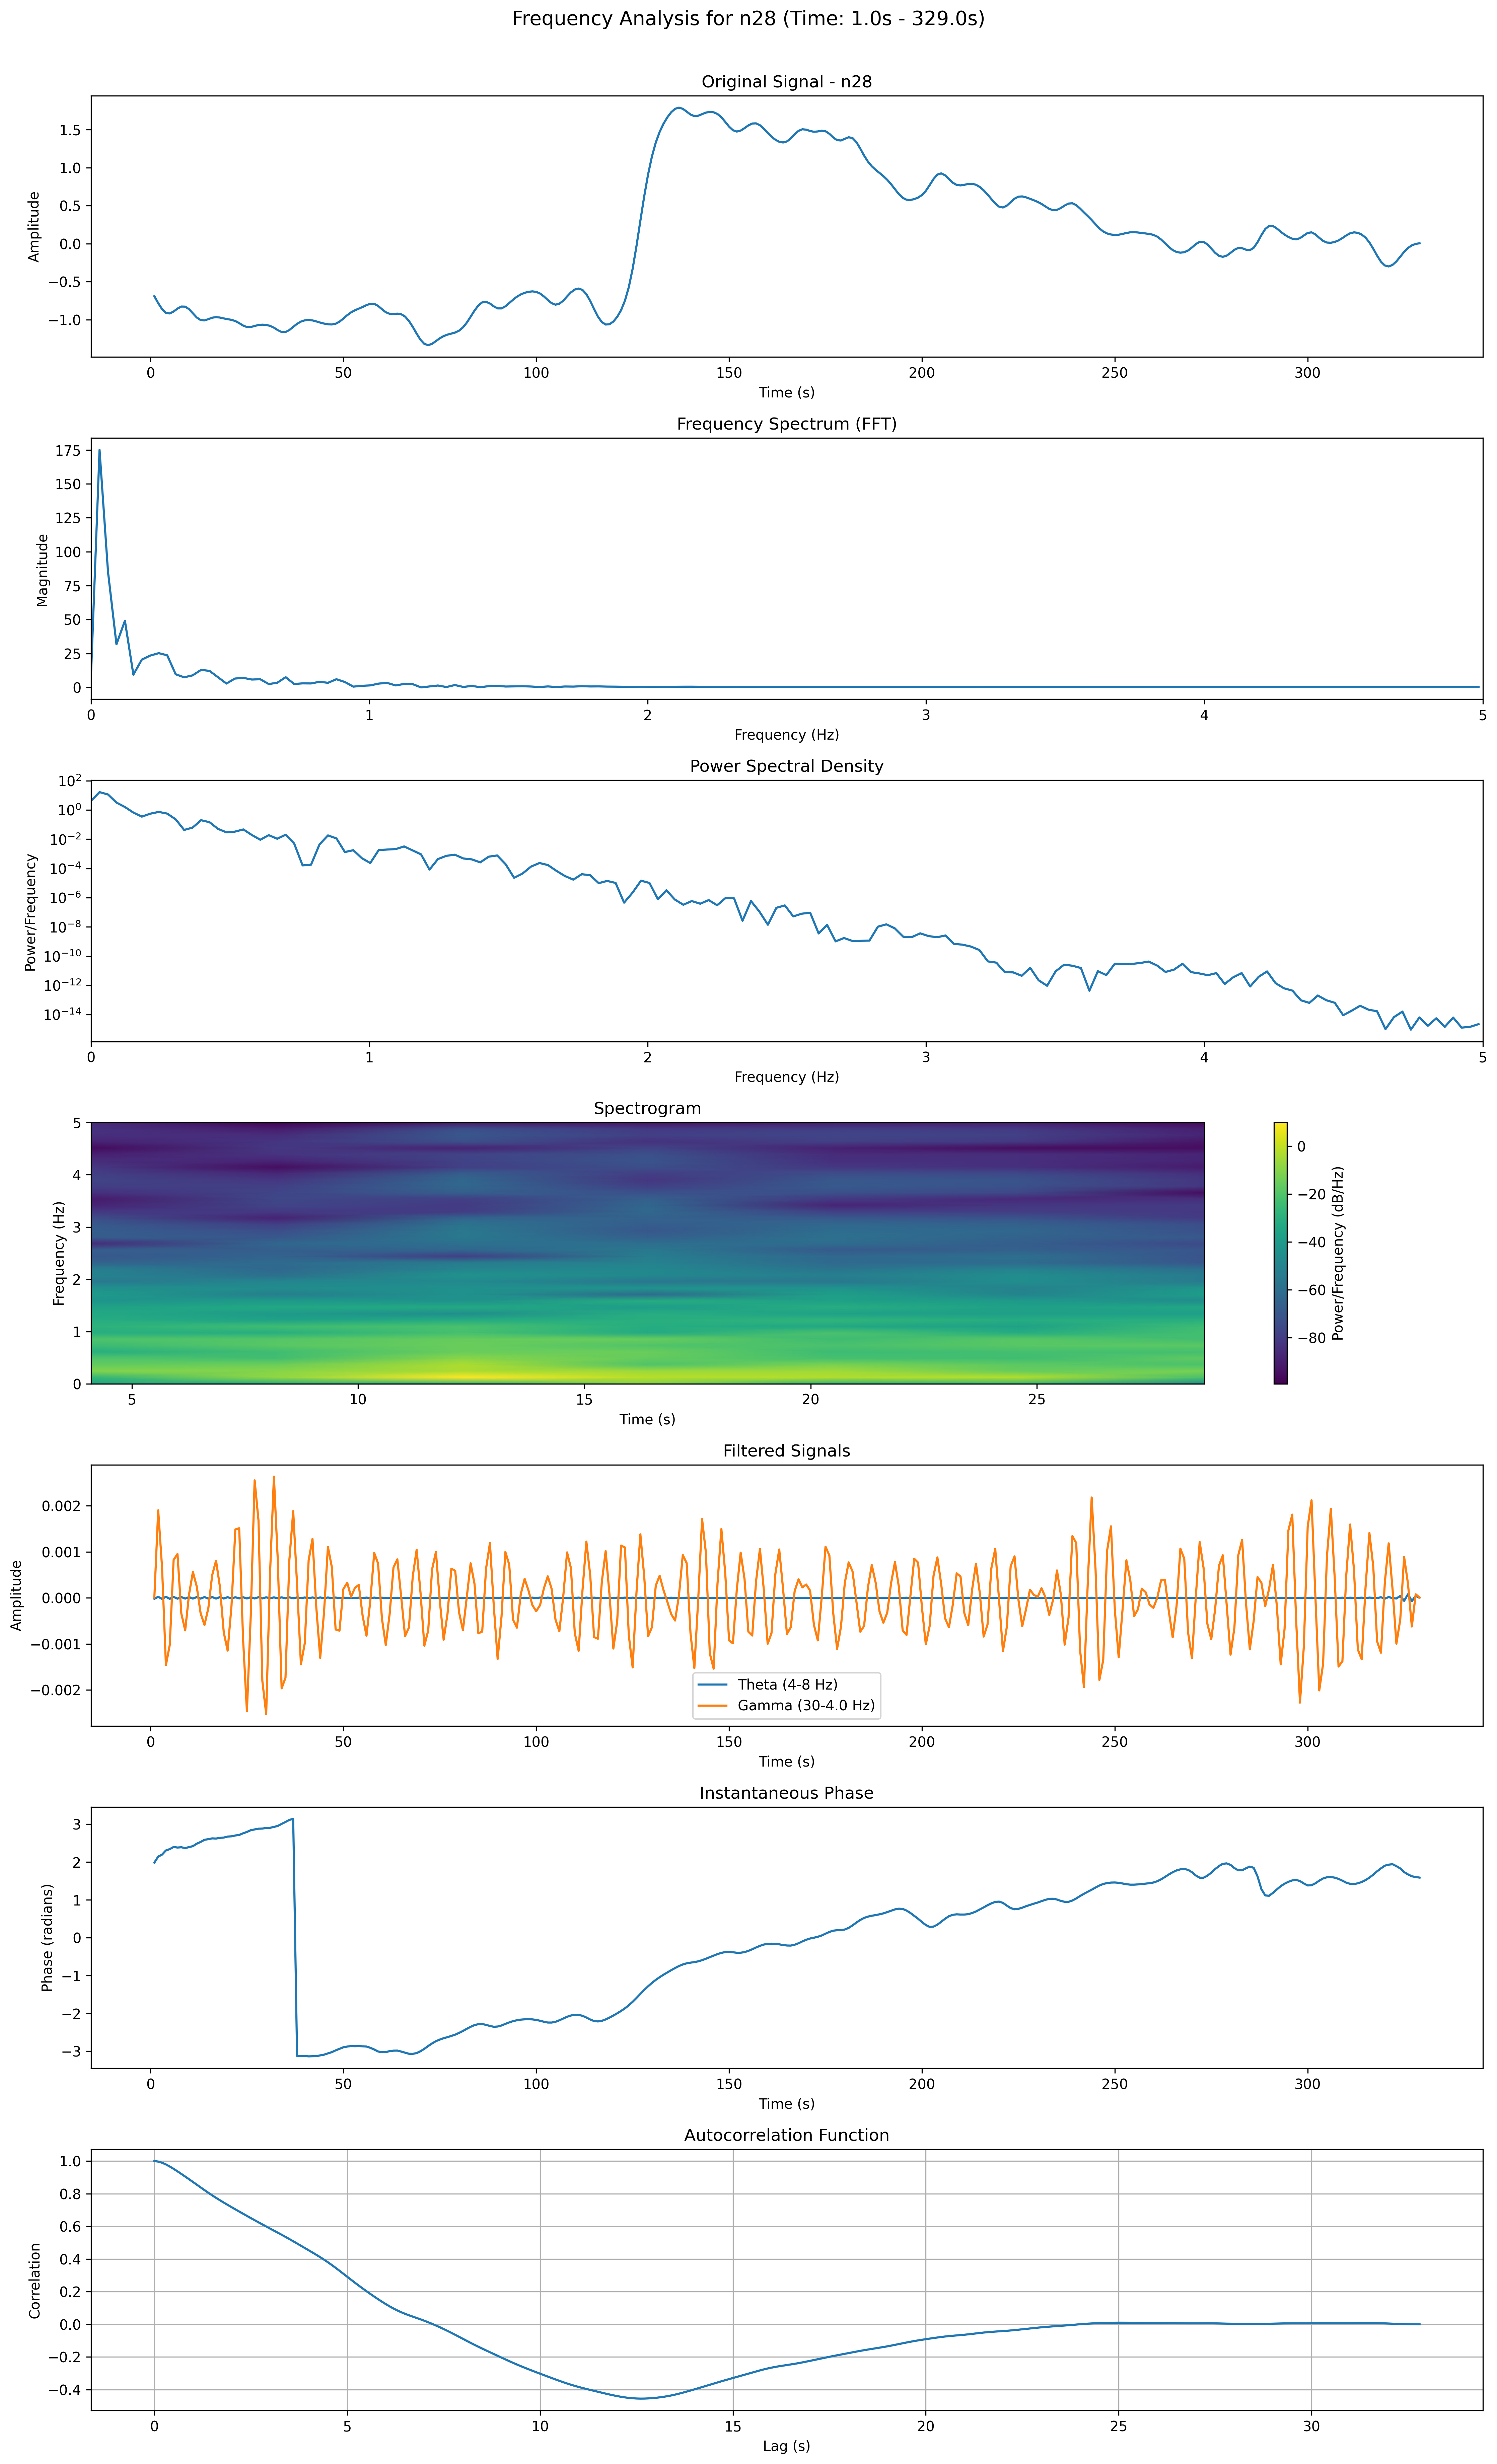 Frequency Analysis for n28 (Time: 1.0s - 329.0s)
Original Signal - n28
Amplitude
1.5
1.0
0.5
0.0
−0.5
−1.0
0 50 100 150 200 250 300
Time (s)
Frequency Spectrum (FFT)
Magnitude
175
150
125
100
75
50
25
0
0 1 2 3 4 5
Frequency (Hz)
Power Spectral Density
Power/Frequency
10²
10⁰
10⁻²
10⁻⁴
10⁻⁶
10⁻⁸
10⁻¹⁰
10⁻¹²
10⁻¹⁴
0 1 2 3 4 5
Frequency (Hz)
Spectrogram
Frequency (Hz)
5
4
3
2
1
0
5 10 15 20 25
Time (s)
0
−20
−40
−60
−80
Power/Frequency (dB/Hz)
Filtered Signals
Amplitude
0.002
0.001
0.000
−0.001
−0.002
Theta (4-8 Hz)
Gamma (30-4.0 Hz)
0 50 100 150 200 250 300
Time (s)
Instantaneous Phase
Phase (radians)
3
2
1
0
−1
−2
−3
0 50 100 150 200 250 300
Time (s)
Autocorrelation Function
Correlation
1.0
0.8
0.6
0.4
0.2
0.0
−0.2
−0.4
0 5 10 15 20 25 30
Lag (s)